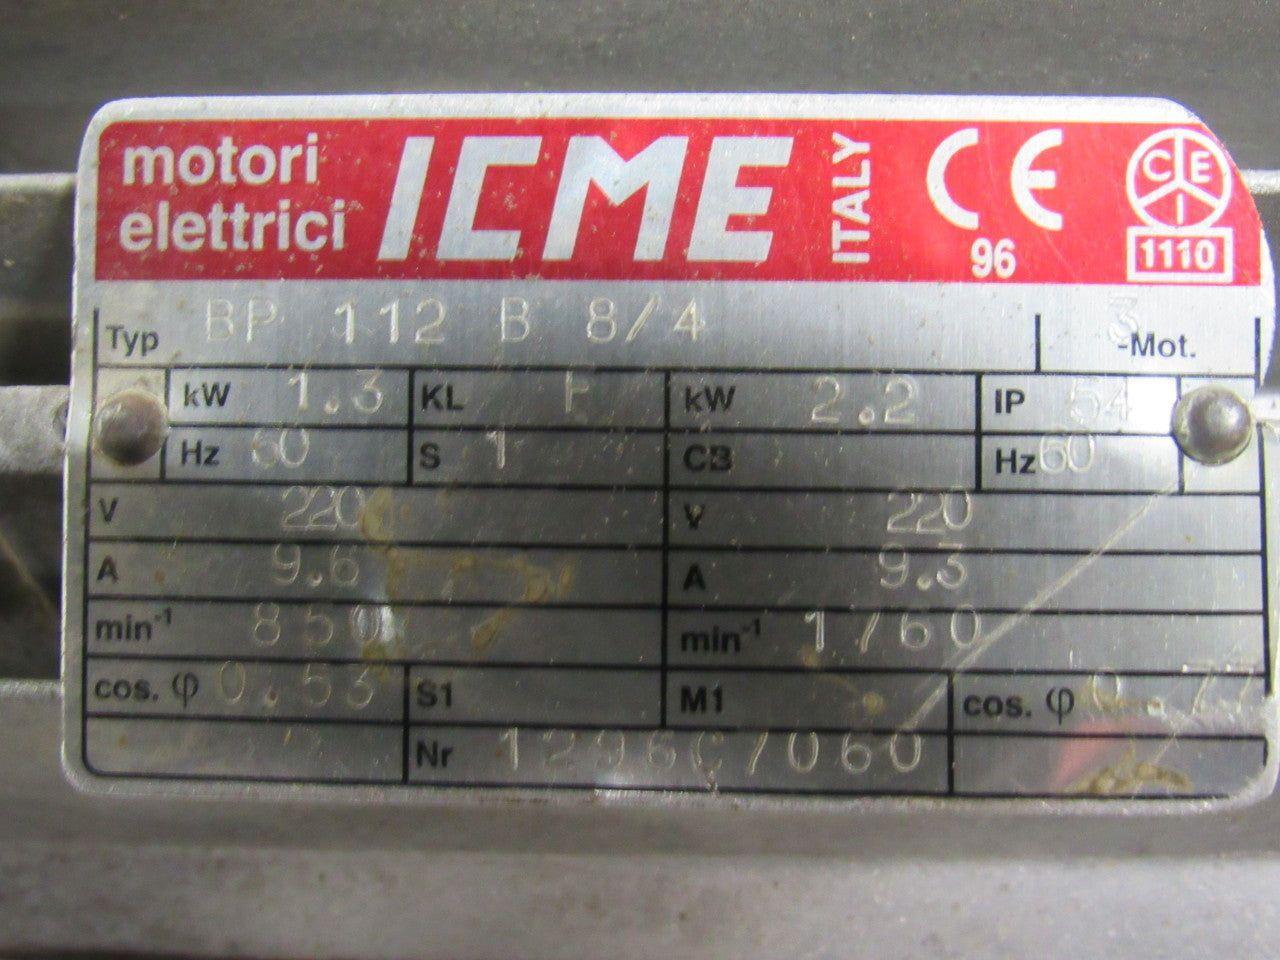 motori
elettrici
ICME
ITALY
CE
96
CEI
1110
Typ BP 112 B 8/4 3-Mot.
kW 1.3 KL F kW 2.2 IP 54
Hz 60 S 1 CB Hz 60
V 220 V 220
A 9.6 A 9.3
min-1 850 min-1 1760
cos. φ 0.53 S1 M1 cos. φ 0.77
Nr 1296C7060